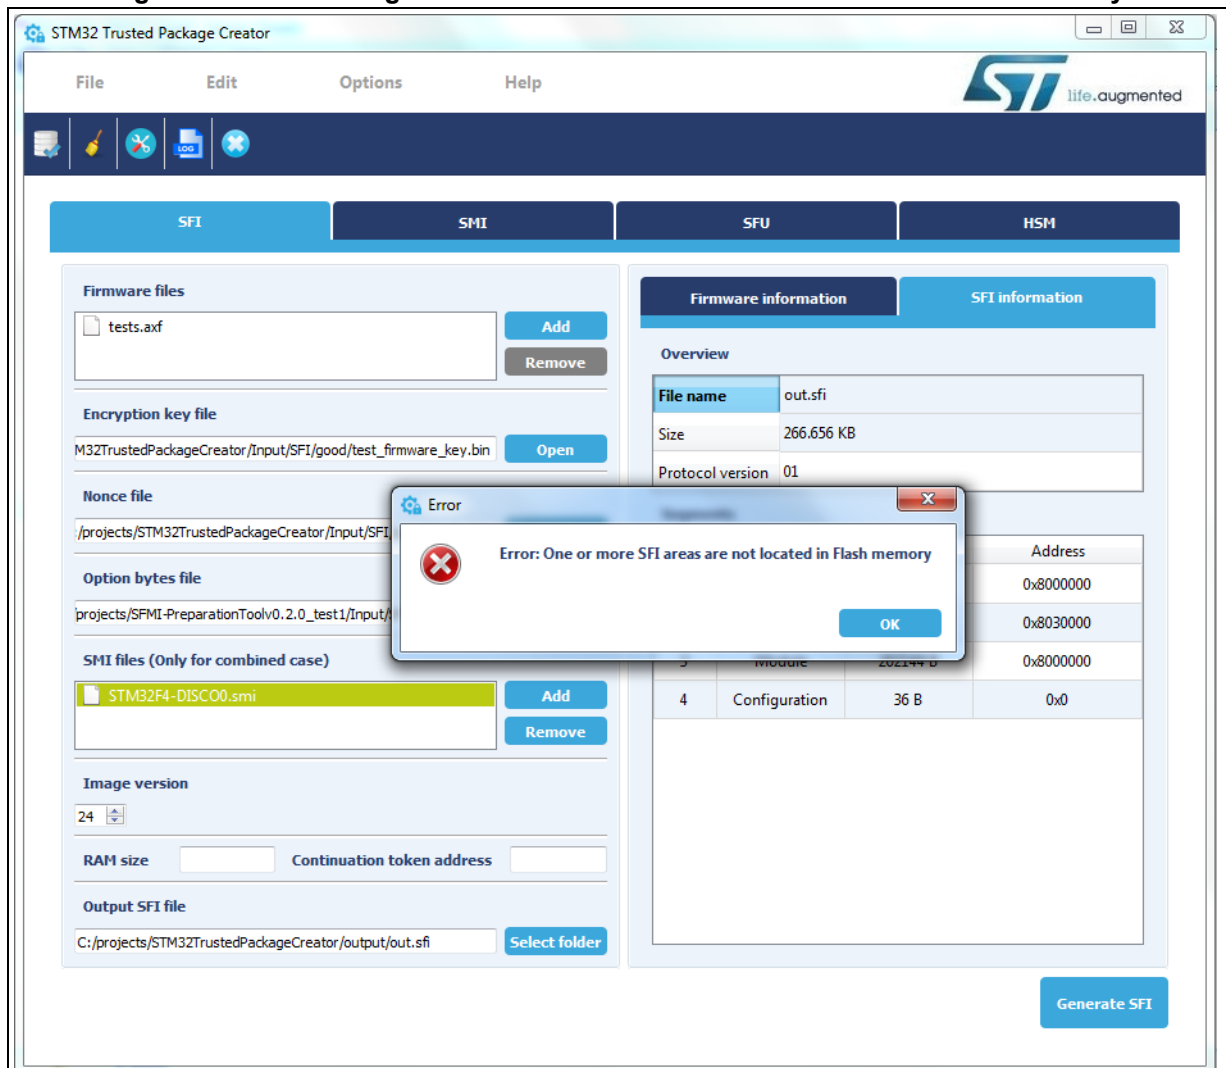 STM32 Trusted Package Creator
File Edit Options Help
life.augmented
LOG
SFI SMI SFU HSM
Firmware files
tests.axf
Add
Remove
Encryption key file
M32TrustedPackageCreator/Input/SFI/good/test_firmware_key.bin
Open
Nonce file
:/projects/STM32TrustedPackageCreator/Input/SFI
Option bytes file
projects/SFMI-PreparationToolv0.2.0_test1/Input/
SMI files (Only for combined case)
STM32F4-DISCO0.smi
Add
Remove
Image version
24
RAM size Continuation token address
Output SFI file
C:/projects/STM32TrustedPackageCreator/output/out.sfi
Select folder
Firmware information SFI information
Overview
File name out.sfi
Size 266.656 KB
Protocol version 01
Error
Error: One or more SFI areas are not located in Flash memory
OK
Address
0x8000000
0x8030000
3 Module 262144 B 0x8000000
4 Configuration 36 B 0x0
Generate SFI